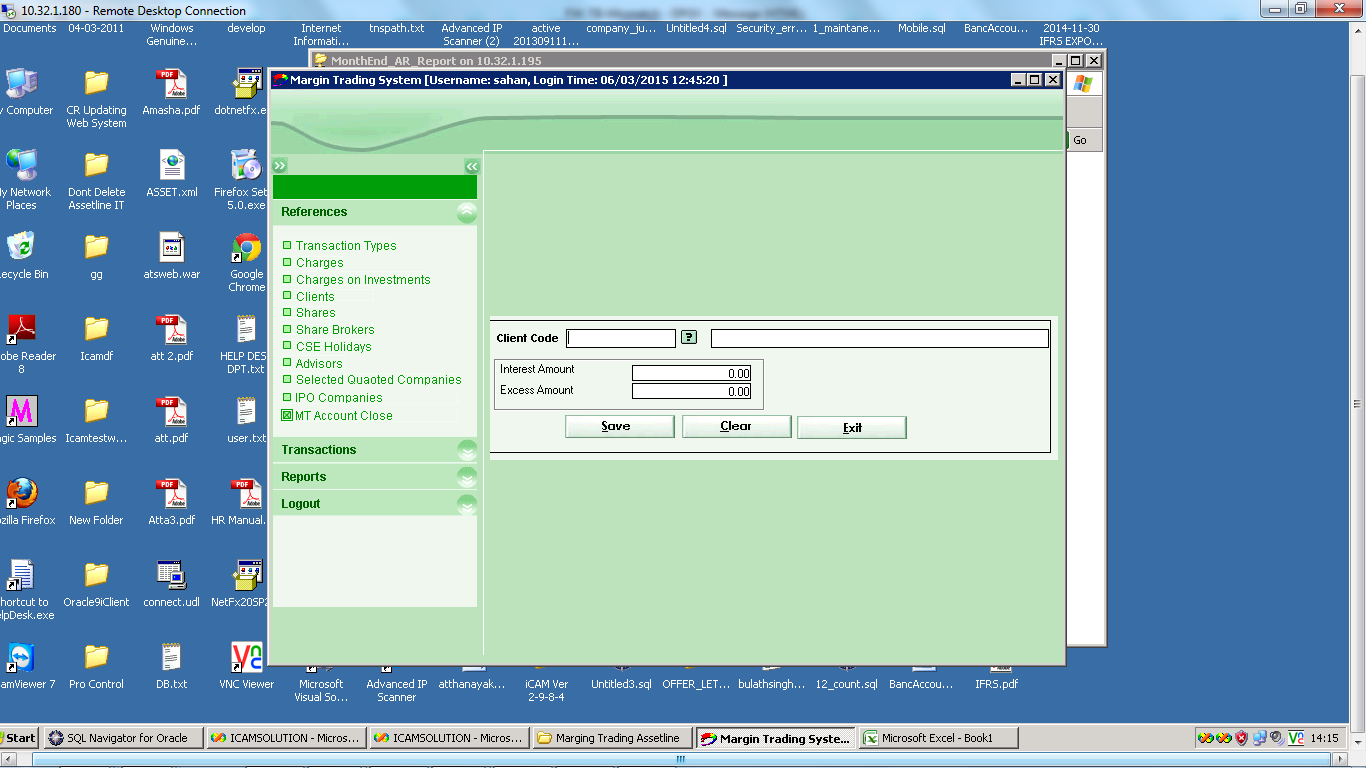 10.32.1.180 - Remote Desktop Connection
Documents
04-03-2011
Windows
Genuine...
develop
Internet
Informati...
tnspath.txt
Advanced IP
Scanner (2)
active
201309111...
company_ju...
Untitled4.sql
Security_err...
1_maintane...
Mobile.sql
BancAccou...
2014-11-30
IFRS EXPO...
MonthEnd_AR_Report on 10.32.1.195
Margin Trading System [Username: sahan, Login Time: 06/03/2015 12:45:20 ]
Go
y Computer
CR Updating
Web System
Amasha.pdf
dotnetfx.e
y Network
Places
Dont Delete
Assetline IT
ASSET.xml
Firefox Set
5.0.exe
ecycle Bin
gg
atsweb.war
Google
Chrome
obe Reader
8
Icamdf
att 2.pdf
HELP DES
DPT.txt
agic Samples
Icamtestw...
att.pdf
user.txt
ozilla Firefox
New Folder
Atta3.pdf
HR Manual.
hortcut to
lpDesk.exe
Oracle9iClient
connect.udl
NetFx20SP2
amViewer 7
Pro Control
DB.txt
VNC Viewer
Microsoft
Visual So...
Advanced IP
Scanner
atthanayak...
iCAM Ver
2-9-8-4
Untitled3.sql
OFFER_LET...
bulathsingh...
12_count.sql
BancAccou...
IFRS.pdf
References
Transaction Types
Charges
Charges on Investments
Clients
Shares
Share Brokers
CSE Holidays
Advisors
Selected Quaoted Companies
IPO Companies
MT Account Close
Transactions
Reports
Logout
Client Code
?
Interest Amount
0.00
Excess Amount
0.00
Save
Clear
Exit
Start
SQL Navigator for Oracle
ICAMSOLUTION - Micros...
ICAMSOLUTION - Micros...
Marging Trading Assetline
Margin Trading Syste...
Microsoft Excel - Book1
14:15